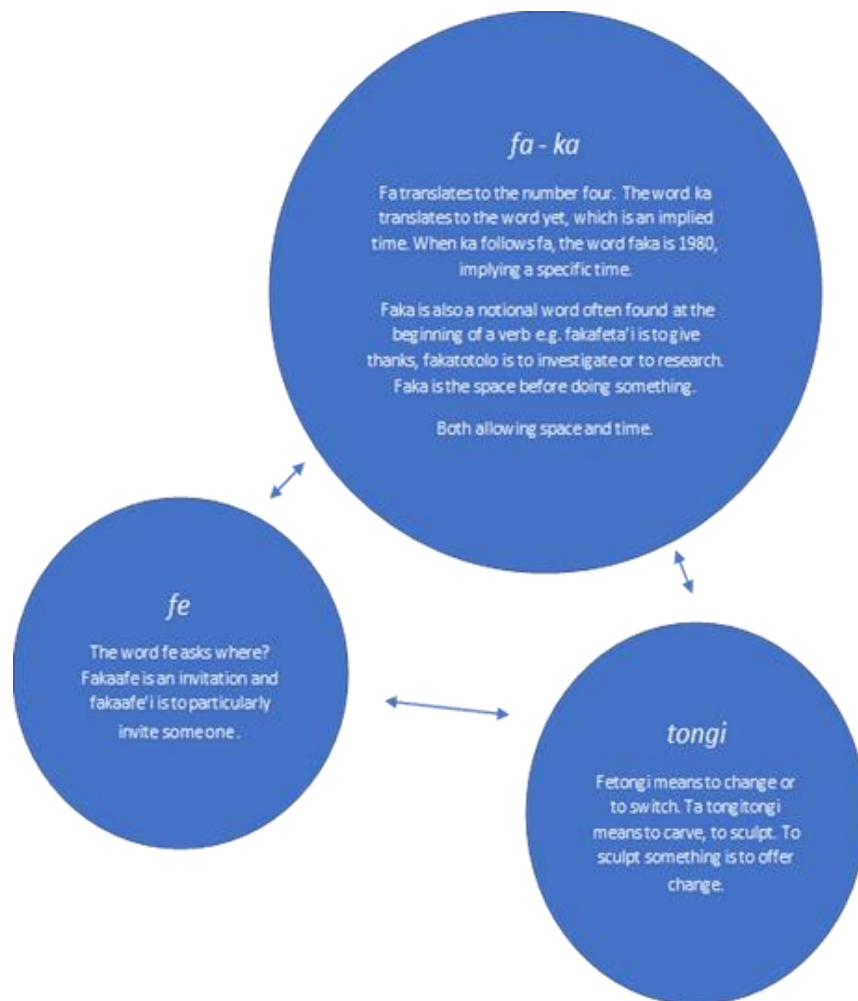 fa - ka
Fa translates to the number four. The word ka
translates to the word yet, which is an implied
time. When ka follows fa, the word faka is 1980,
implying a specific time.
Faka is also a notional word often found at the
beginning of a verb e.g. fakafeta'i is to give
thanks, fakatotolo is to investigate or to research.
Faka is the space before doing something.
Both allowing space and time.
fe
The word fe asks where?
Fakaafe is an invitation and
fakaafe'i is to particularly
invite someone.
tongi
Fetongi means to change or
to switch. Ta tongitongi
means to carve, to sculpt. To
sculpt something is to offer
change.